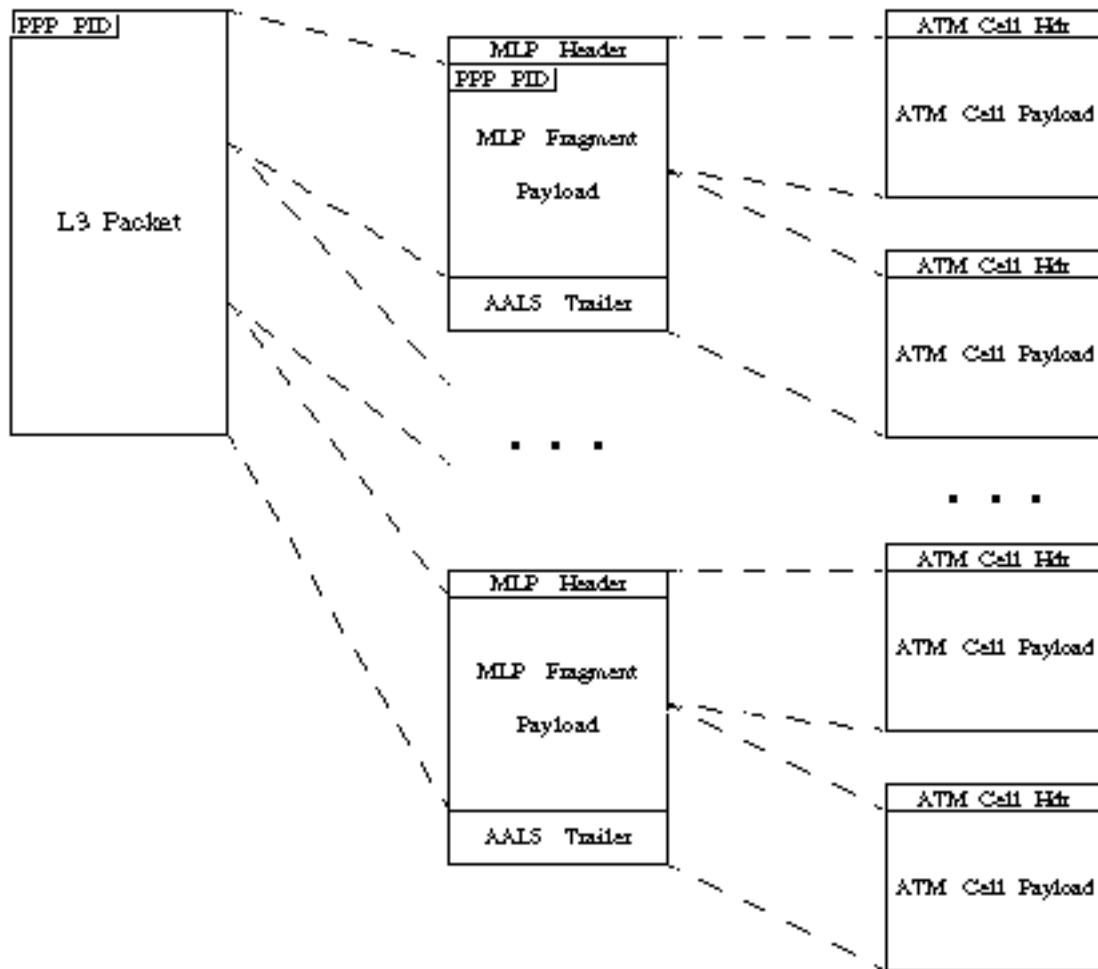 PPP PID
L3 Packet
MLP Header
PPP PID
MLP Fragment
Payload
AAL5 Trailer
. . .
MLP Header
MLP Fragment
Payload
AAL5 Trailer
ATM Cell Hdr
ATM Cell Payload
ATM Cell Hdr
ATM Cell Payload
. . .
ATM Cell Hdr
ATM Cell Payload
ATM Cell Hdr
ATM Cell Payload